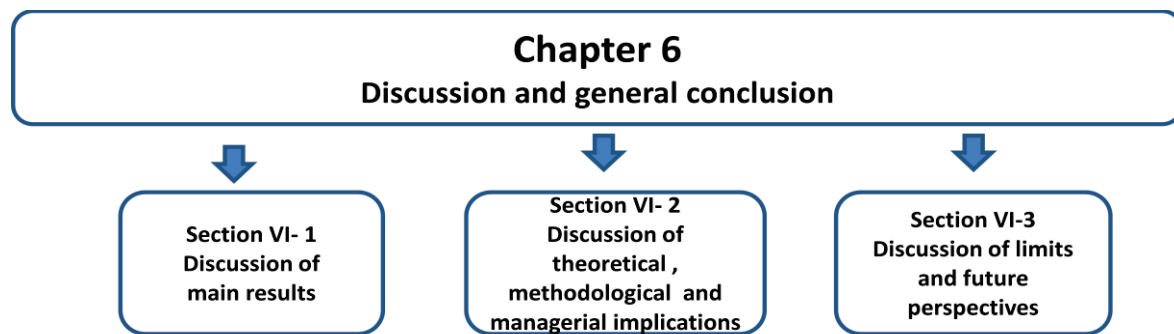 Chapter 6
Discussion and general conclusion
Section VI- 1
Discussion of
main results
Section VI- 2
Discussion of
theoretical ,
methodological and
managerial implications
Section VI-3
Discussion of limits
and future
perspectives